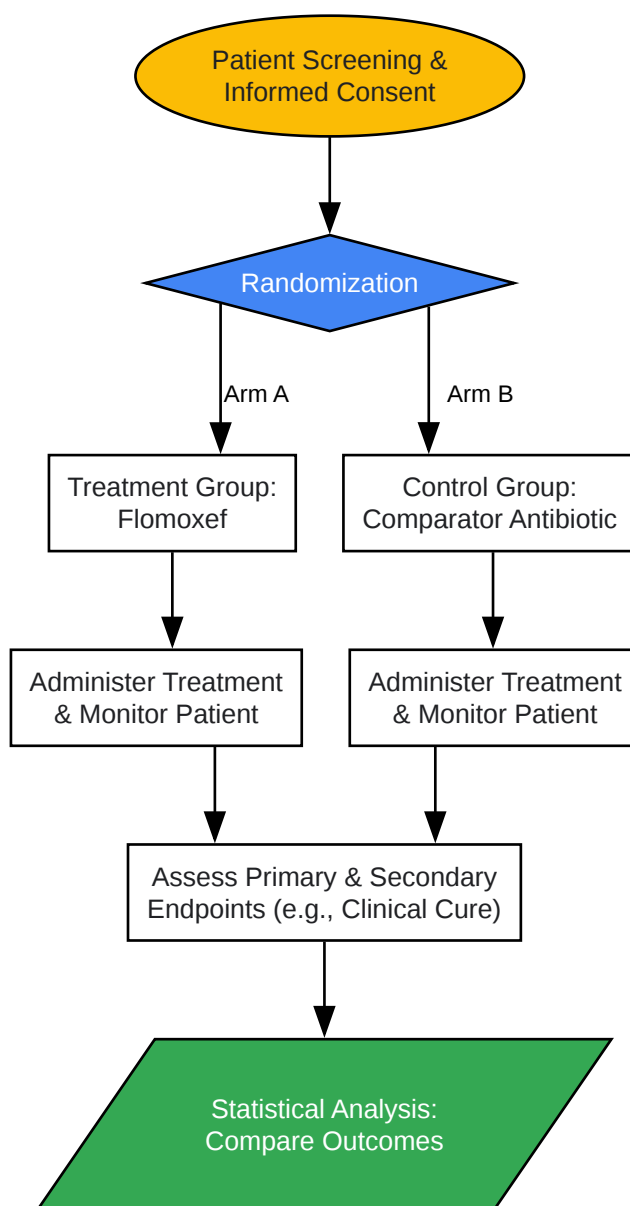 Patient Screening &
Informed Consent
Randomization
Arm A
Arm B
Treatment Group:
Flomoxef
Control Group:
Comparator Antibiotic
Administer Treatment
& Monitor Patient
Administer Treatment
& Monitor Patient
Assess Primary & Secondary
Endpoints (e.g., Clinical Cure)
Statistical Analysis:
Compare Outcomes